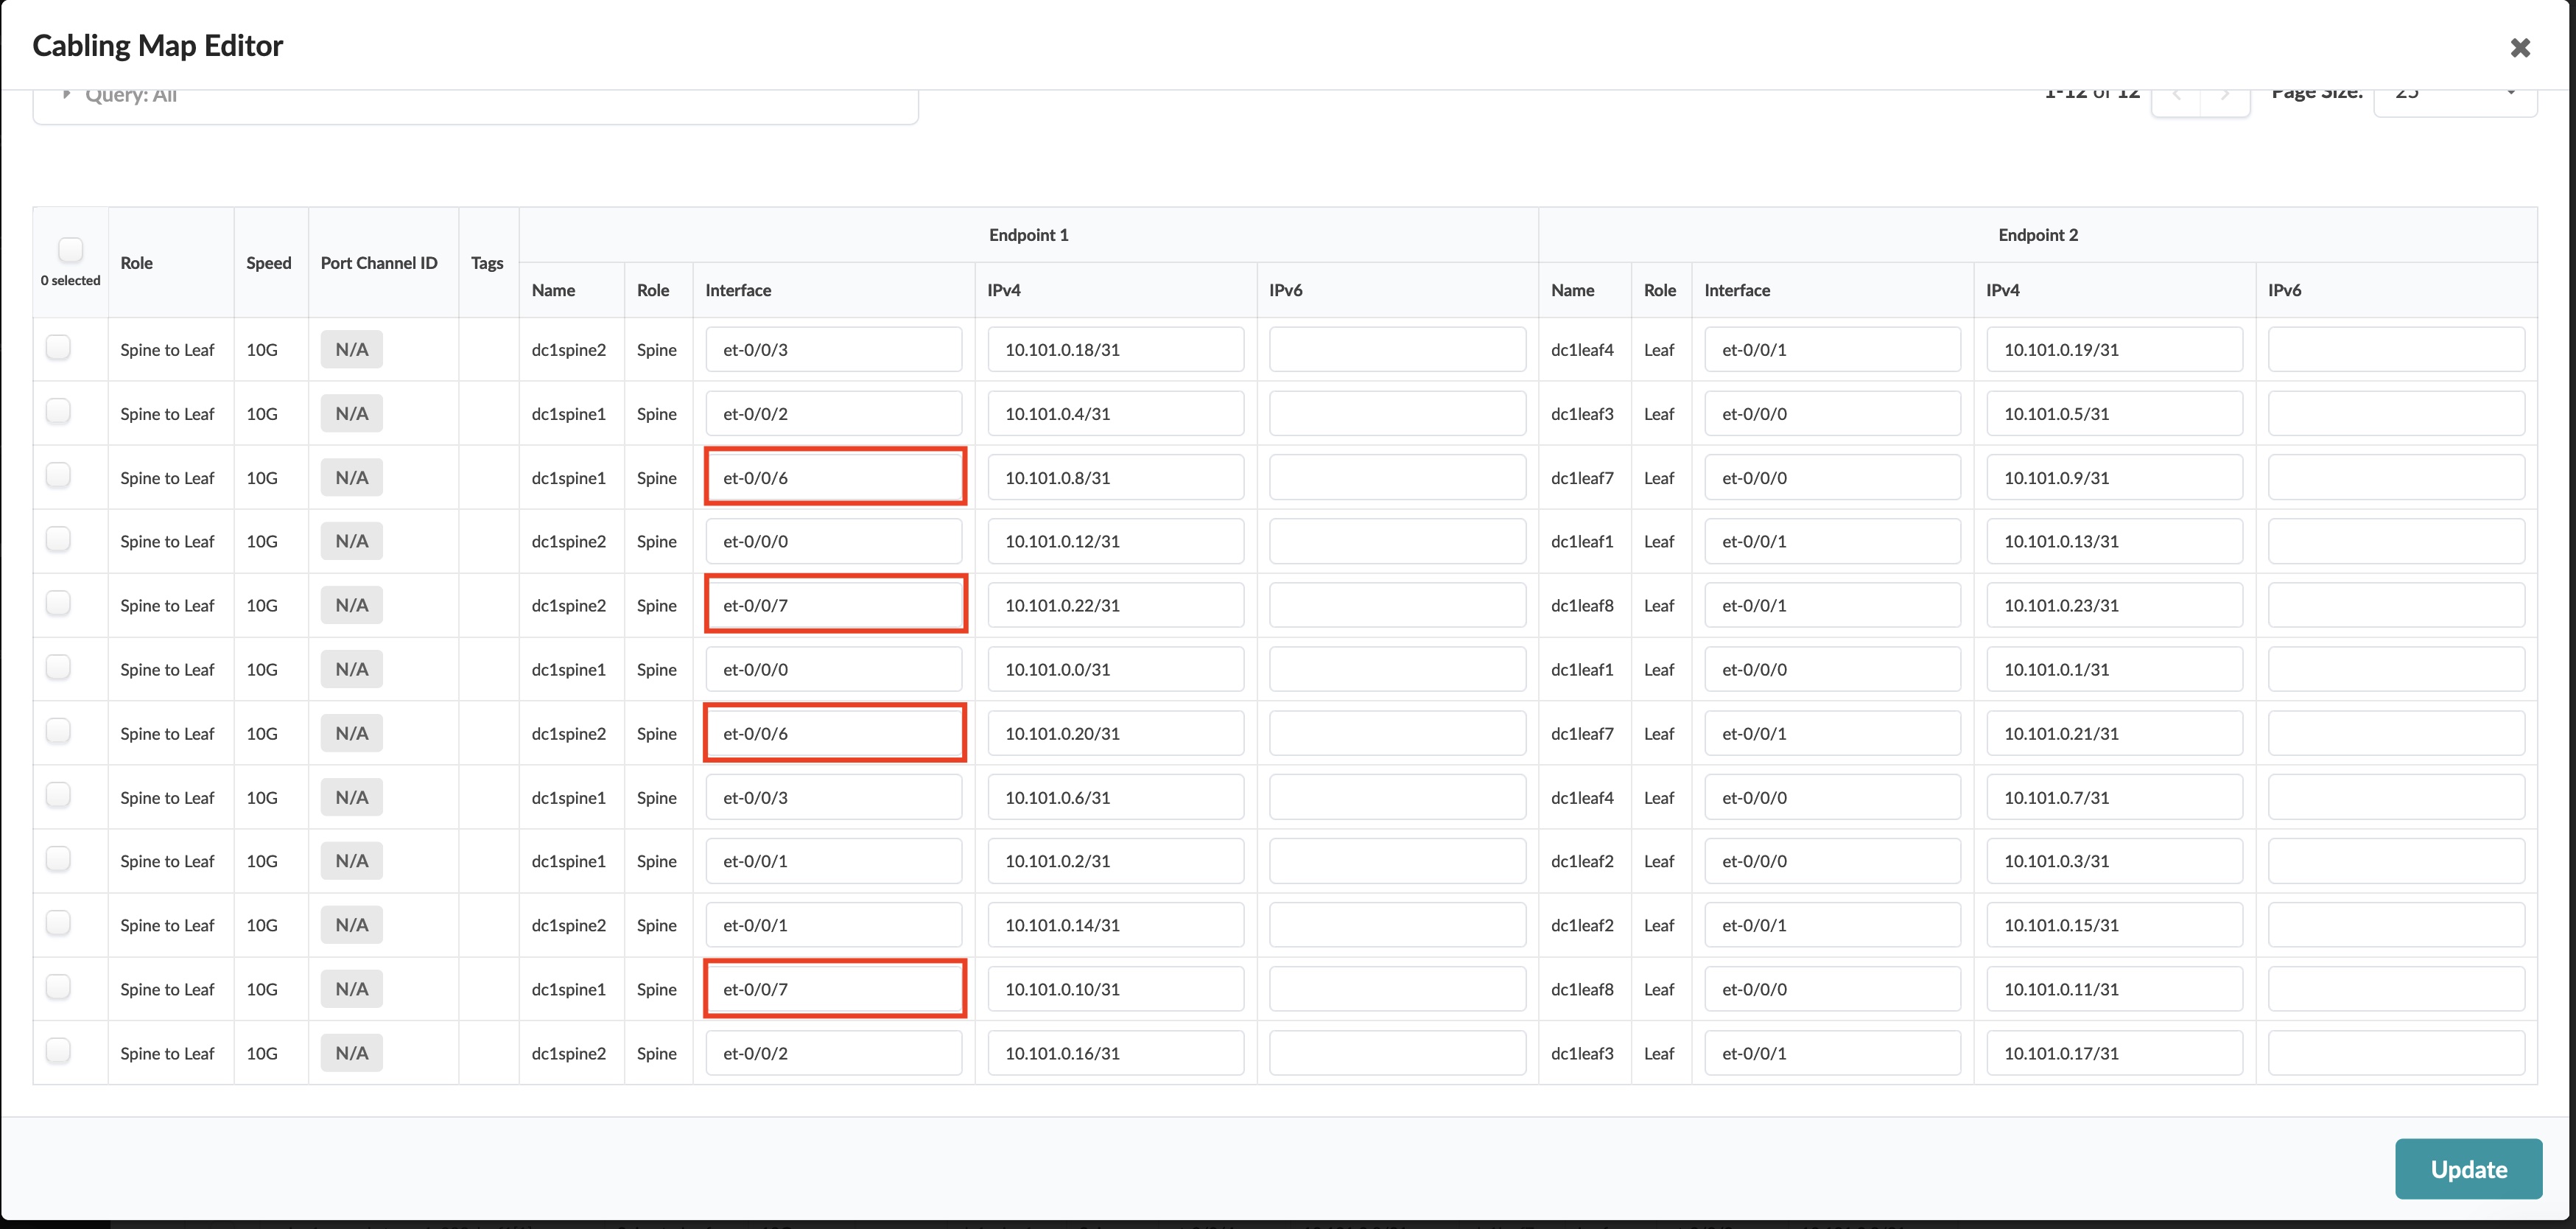 Cabling Map Editor
Query: All
1-12 of 12
Page Size:
25
Endpoint 1 Endpoint 2
0 selected Role Speed Port Channel ID Tags
Name Role Interface IPv4 IPv6 Name Role Interface IPv4 IPv6
Spine to Leaf 10G N/A dc1spine2 Spine et-0/0/3 10.101.0.18/31 dc1leaf4 Leaf et-0/0/1 10.101.0.19/31
Spine to Leaf 10G N/A dc1spine1 Spine et-0/0/2 10.101.0.4/31 dc1leaf3 Leaf et-0/0/0 10.101.0.5/31
Spine to Leaf 10G N/A dc1spine1 Spine et-0/0/6 10.101.0.8/31 dc1leaf7 Leaf et-0/0/0 10.101.0.9/31
Spine to Leaf 10G N/A dc1spine2 Spine et-0/0/0 10.101.0.12/31 dc1leaf1 Leaf et-0/0/1 10.101.0.13/31
Spine to Leaf 10G N/A dc1spine2 Spine et-0/0/7 10.101.0.22/31 dc1leaf8 Leaf et-0/0/1 10.101.0.23/31
Spine to Leaf 10G N/A dc1spine1 Spine et-0/0/0 10.101.0.0/31 dc1leaf1 Leaf et-0/0/0 10.101.0.1/31
Spine to Leaf 10G N/A dc1spine2 Spine et-0/0/6 10.101.0.20/31 dc1leaf7 Leaf et-0/0/1 10.101.0.21/31
Spine to Leaf 10G N/A dc1spine1 Spine et-0/0/3 10.101.0.6/31 dc1leaf4 Leaf et-0/0/0 10.101.0.7/31
Spine to Leaf 10G N/A dc1spine1 Spine et-0/0/1 10.101.0.2/31 dc1leaf2 Leaf et-0/0/0 10.101.0.3/31
Spine to Leaf 10G N/A dc1spine2 Spine et-0/0/1 10.101.0.14/31 dc1leaf2 Leaf et-0/0/1 10.101.0.15/31
Spine to Leaf 10G N/A dc1spine1 Spine et-0/0/7 10.101.0.10/31 dc1leaf8 Leaf et-0/0/0 10.101.0.11/31
Spine to Leaf 10G N/A dc1spine2 Spine et-0/0/2 10.101.0.16/31 dc1leaf3 Leaf et-0/0/1 10.101.0.17/31
Update